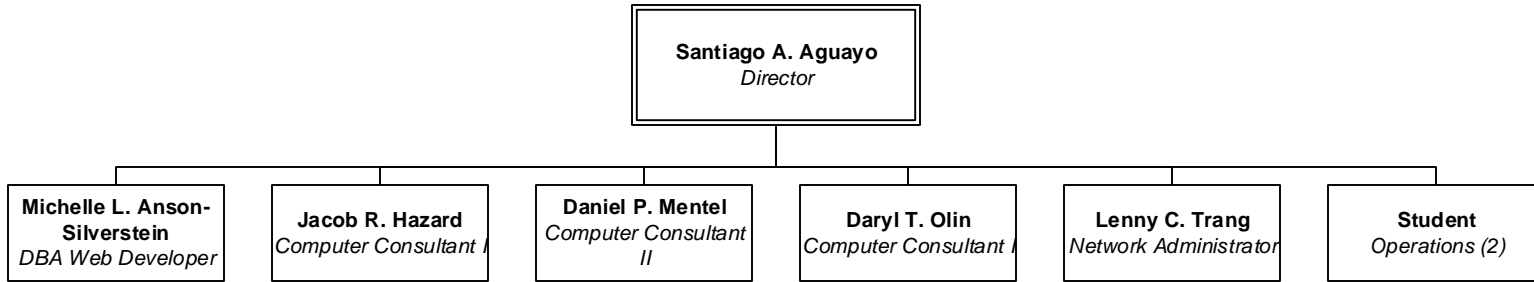 Santiago A. Aguayo
Director
Michelle L. Anson-
Silverstein
DBA Web Developer
Jacob R. Hazard
Computer Consultant I
Daniel P. Mentel
Computer Consultant
II
Daryl T. Olin
Computer Consultant I
Lenny C. Trang
Network Administrator
Student
Operations (2)